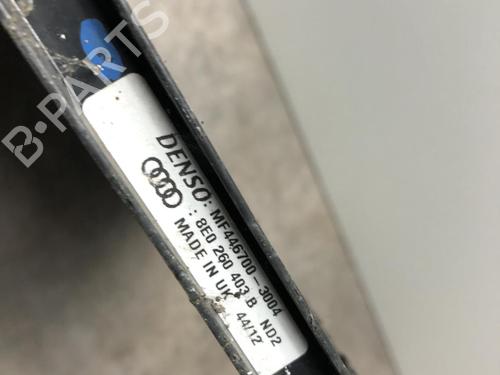 B-PARTS
DENSO: MF446700-3004
: 8E0 260 403 B ND2
MADE IN UK 44/12